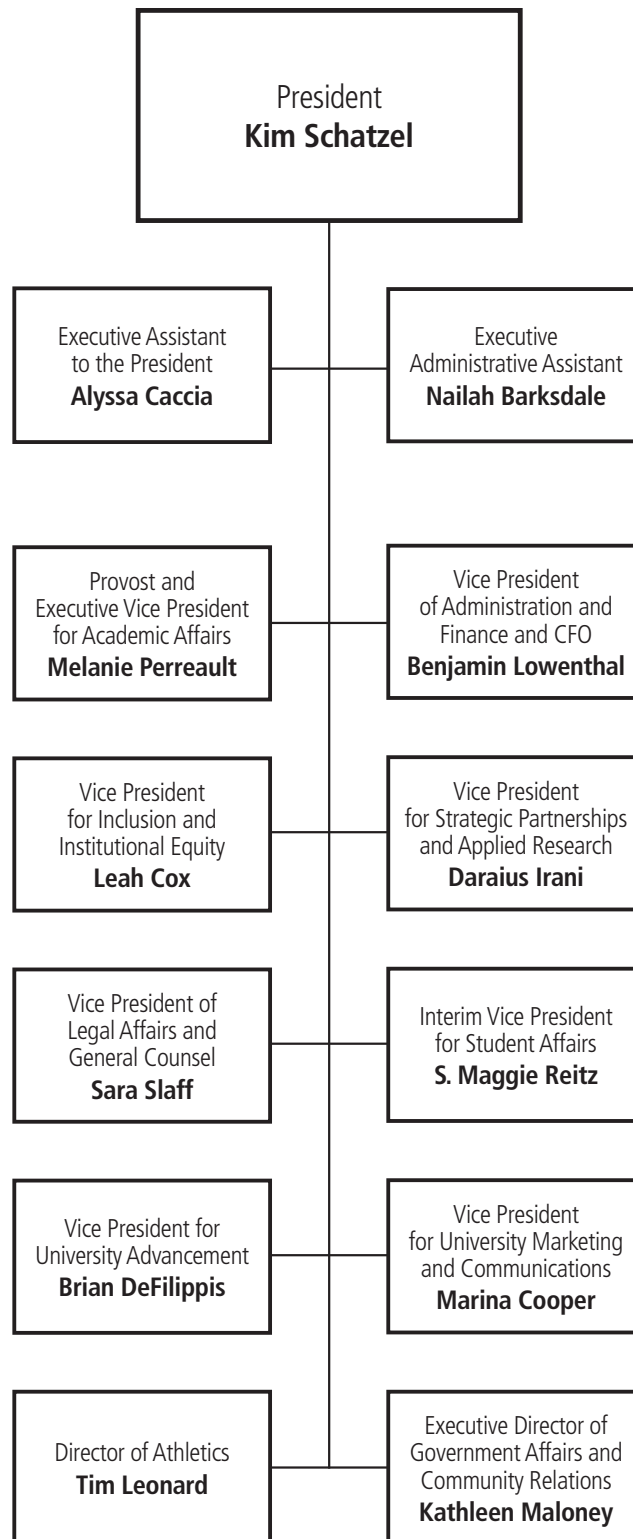 President
Kim Schatzel
Executive Assistant
to the President
Alyssa Caccia
Executive
Administrative Assistant
Nailah Barksdale
Provost and
Executive Vice President
for Academic Affairs
Melanie Perreault
Vice President
of Administration and
Finance and CFO
Benjamin Lowenthal
Vice President
for Inclusion and
Institutional Equity
Leah Cox
Vice President
for Strategic Partnerships
and Applied Research
Daraius Irani
Vice President of
Legal Affairs and
General Counsel
Sara Slaff
Interim Vice President
for Student Affairs
S. Maggie Reitz
Vice President for
University Advancement
Brian DeFilippis
Vice President
for University Marketing
and Communications
Marina Cooper
Director of Athletics
Tim Leonard
Executive Director of
Government Affairs and
Community Relations
Kathleen Maloney